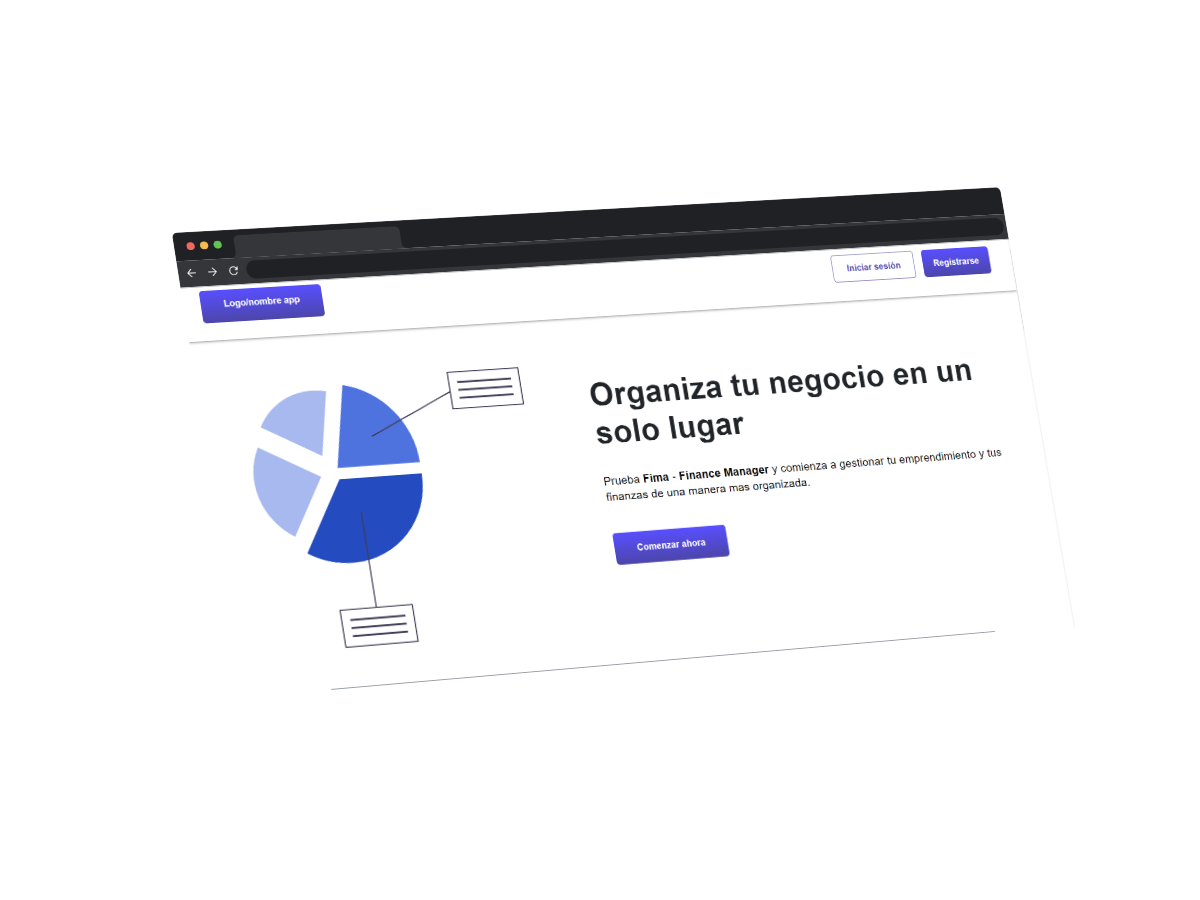 Logo/nombre app
Iniciar sesión
Registrarse
Organiza tu negocio en un
solo lugar
Prueba Fima - Finance Manager y comienza a gestionar tu emprendimiento y tus
finanzas de una manera mas organizada.
Comenzar ahora